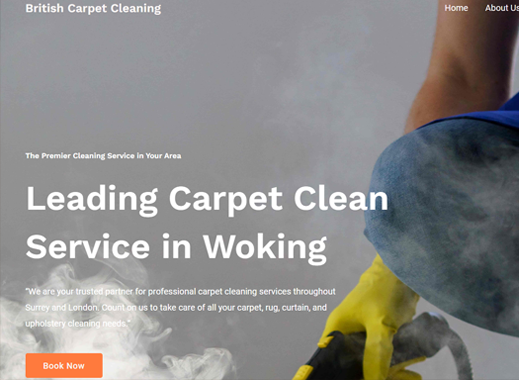 British Carpet Cleaning
Home About Us
The Premier Cleaning Service in Your Area
Leading Carpet Clean
Service in Woking
"We are your trusted partner for professional carpet cleaning services throughout
Surrey and London. Count on us to take care of all your carpet, rug, curtain, and
upholstery cleaning needs."
Book Now